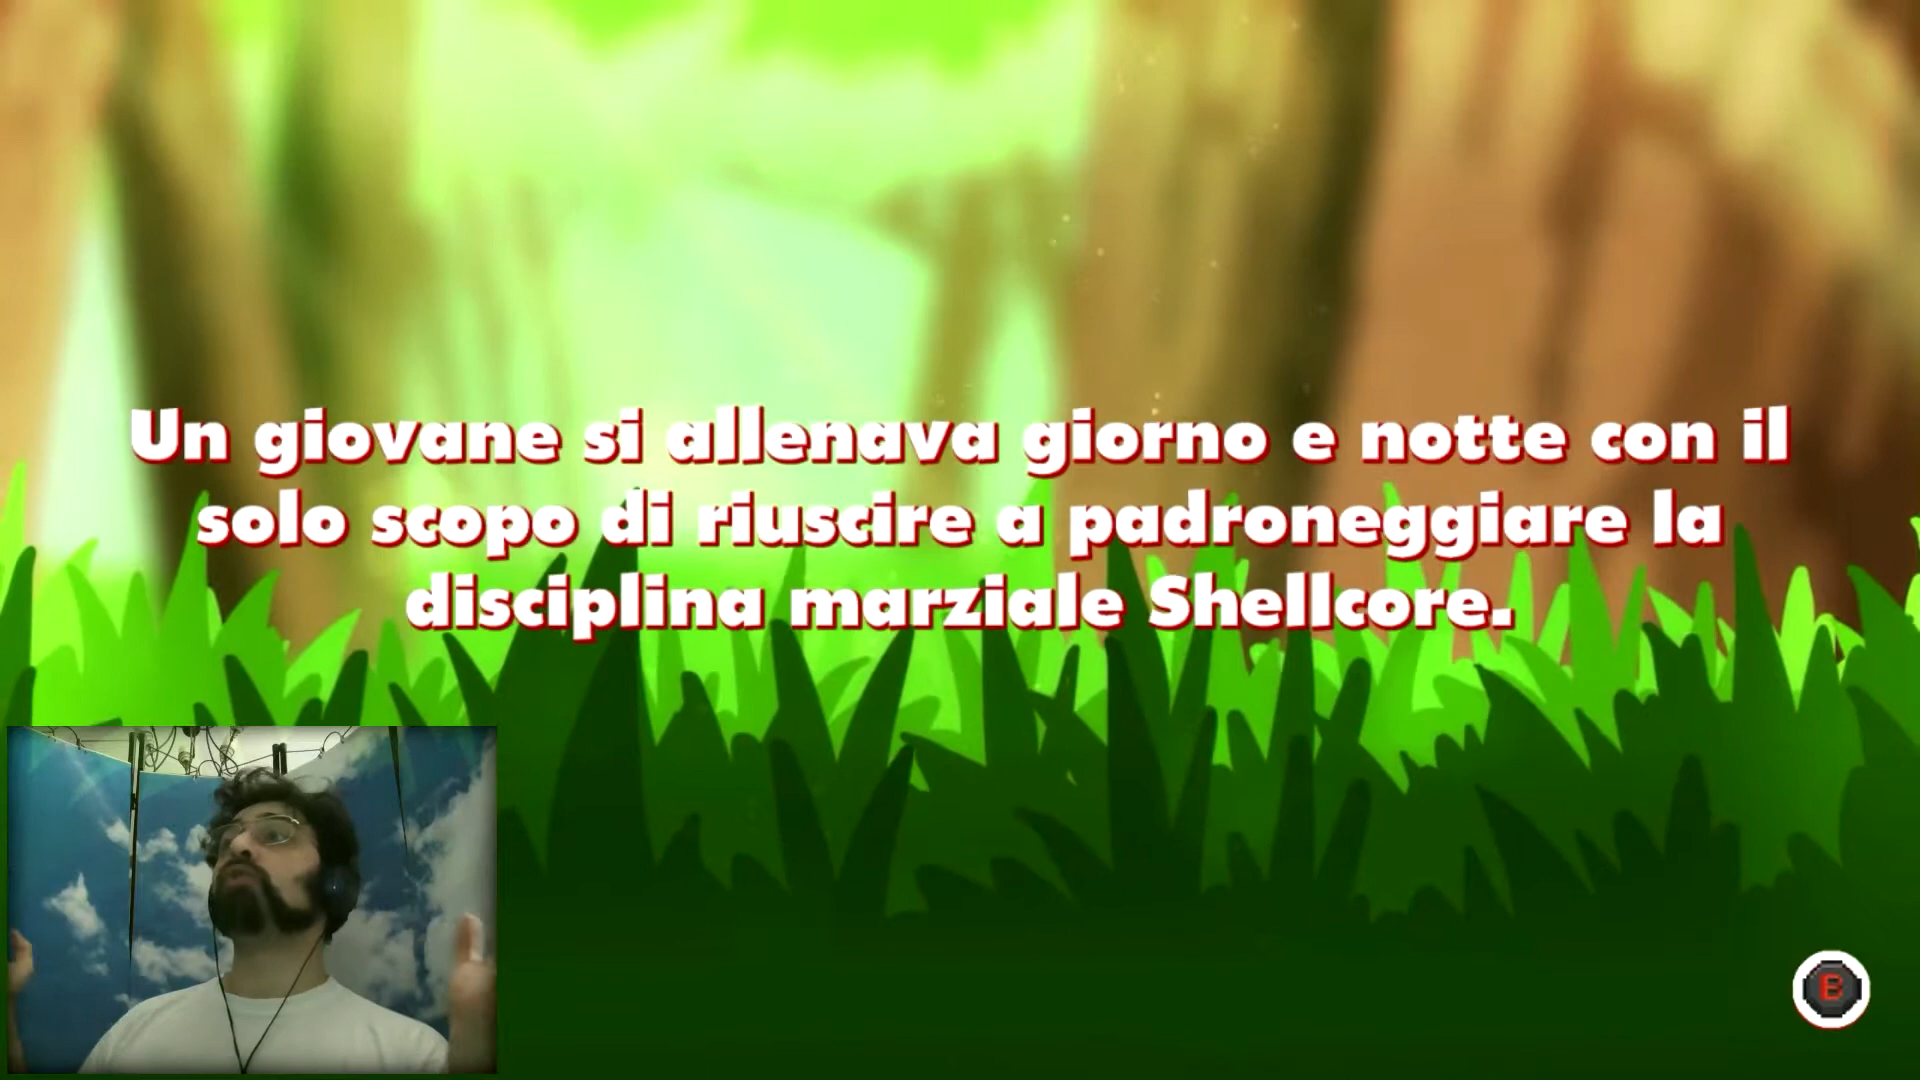 Un giovane si allenava giorno e notte con il
solo scopo di riuscire a padroneggiare la
disciplina marziale Shellcore.
B